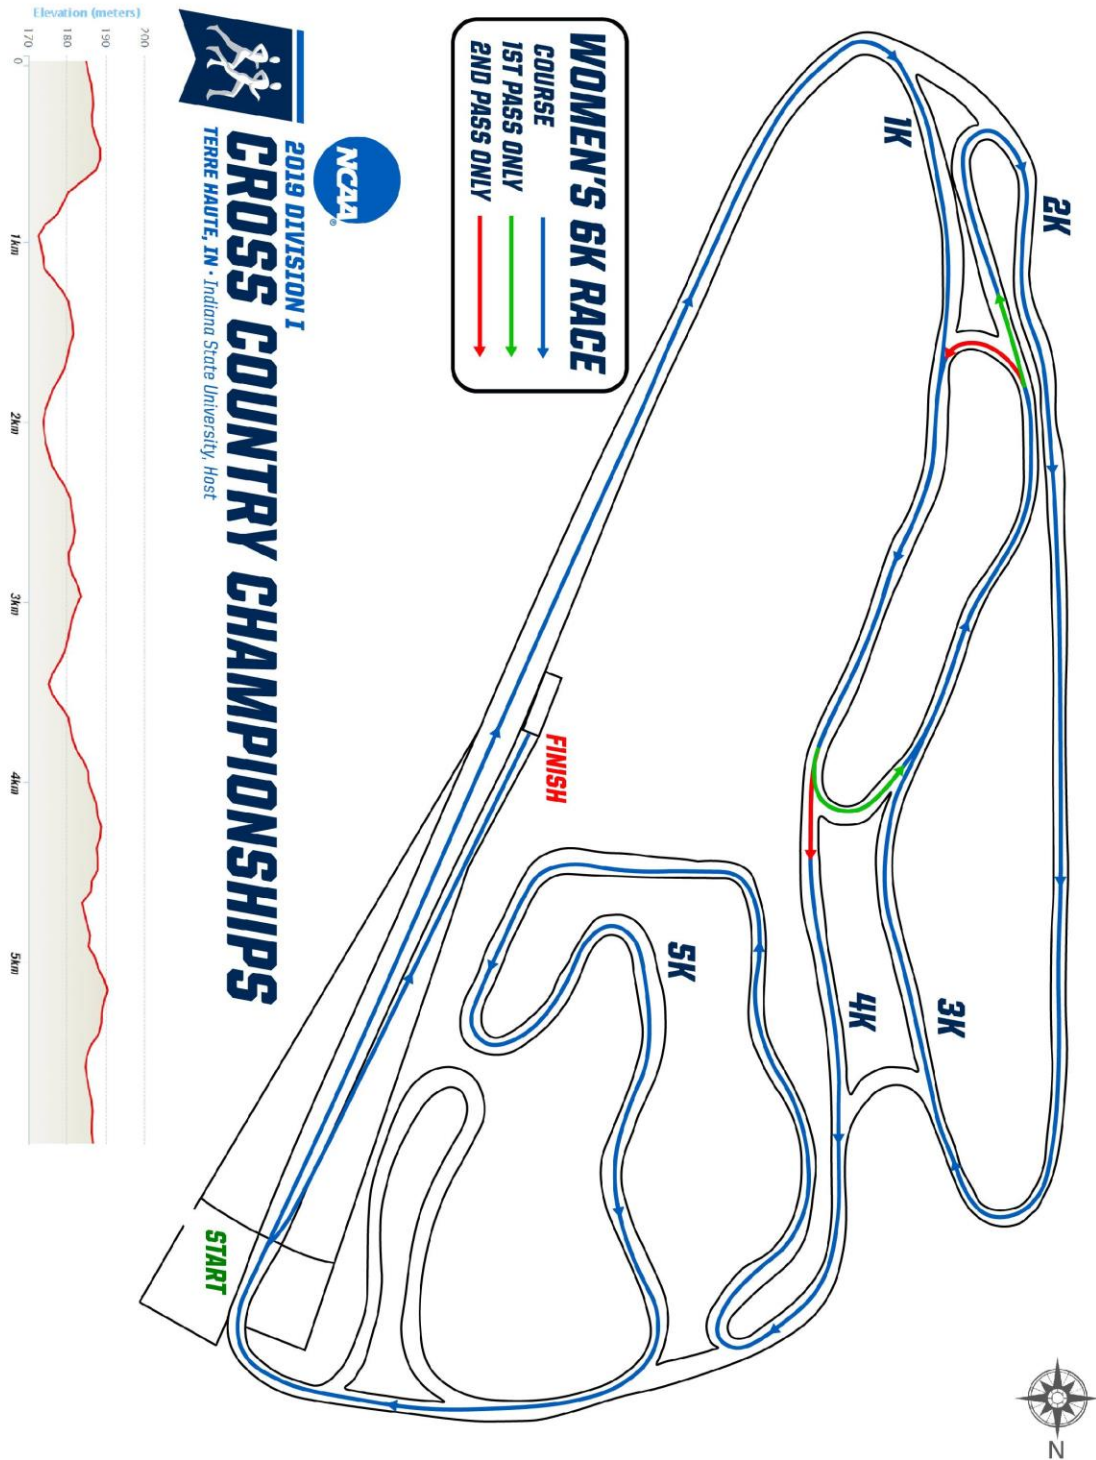 WOMEN'S 6K RACE
COURSE
1ST PASS ONLY
2ND PASS ONLY
1K
2K
3K
4K
5K
FINISH
START
N
NCAA®
2019 DIVISION I
CROSS COUNTRY CHAMPIONSHIPS
TERRE HAUTE, IN • Indiana State University, Host
Elevation (meters)
200
190
180
170
0
1km
2km
3km
4km
5km